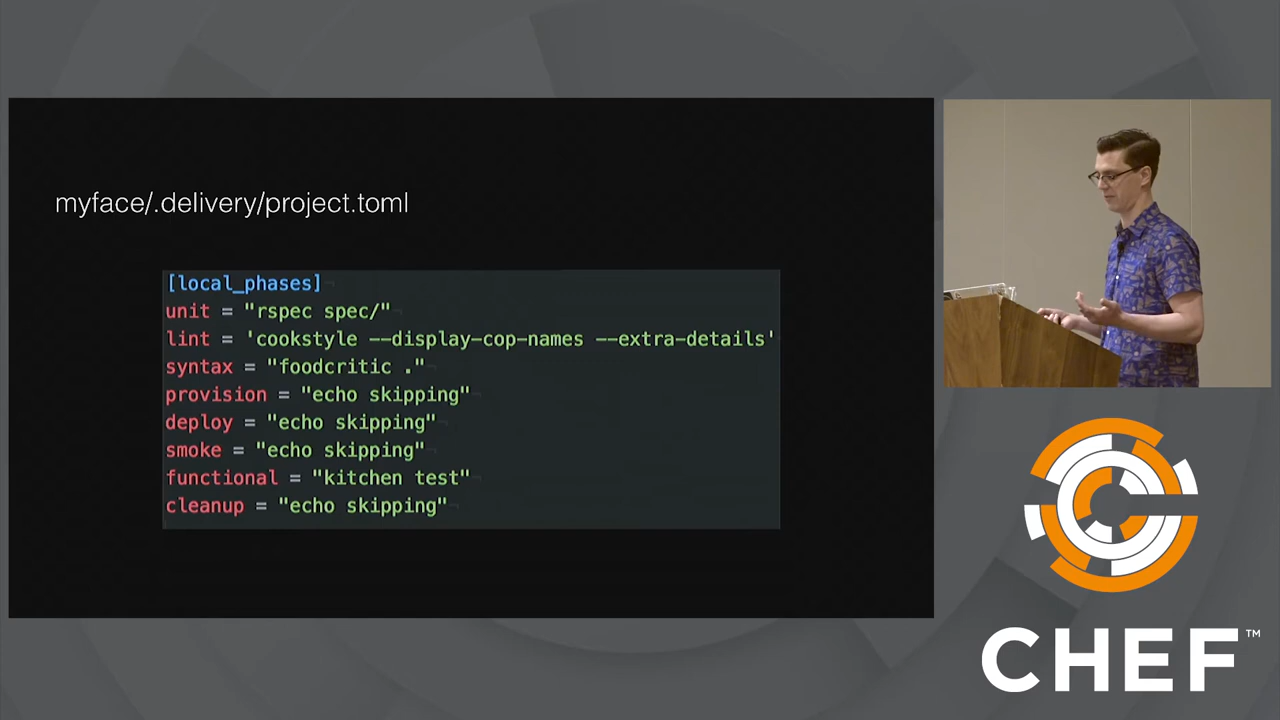 myface/.delivery/project.toml
[local_phases]
unit = "rspec spec/"
lint = 'cookstyle --display-cop-names --extra-details'
syntax = "foodcritic ."
provision = "echo skipping"
deploy = "echo skipping"
smoke = "echo skipping"
functional = "kitchen test"
cleanup = "echo skipping"
CHEF™